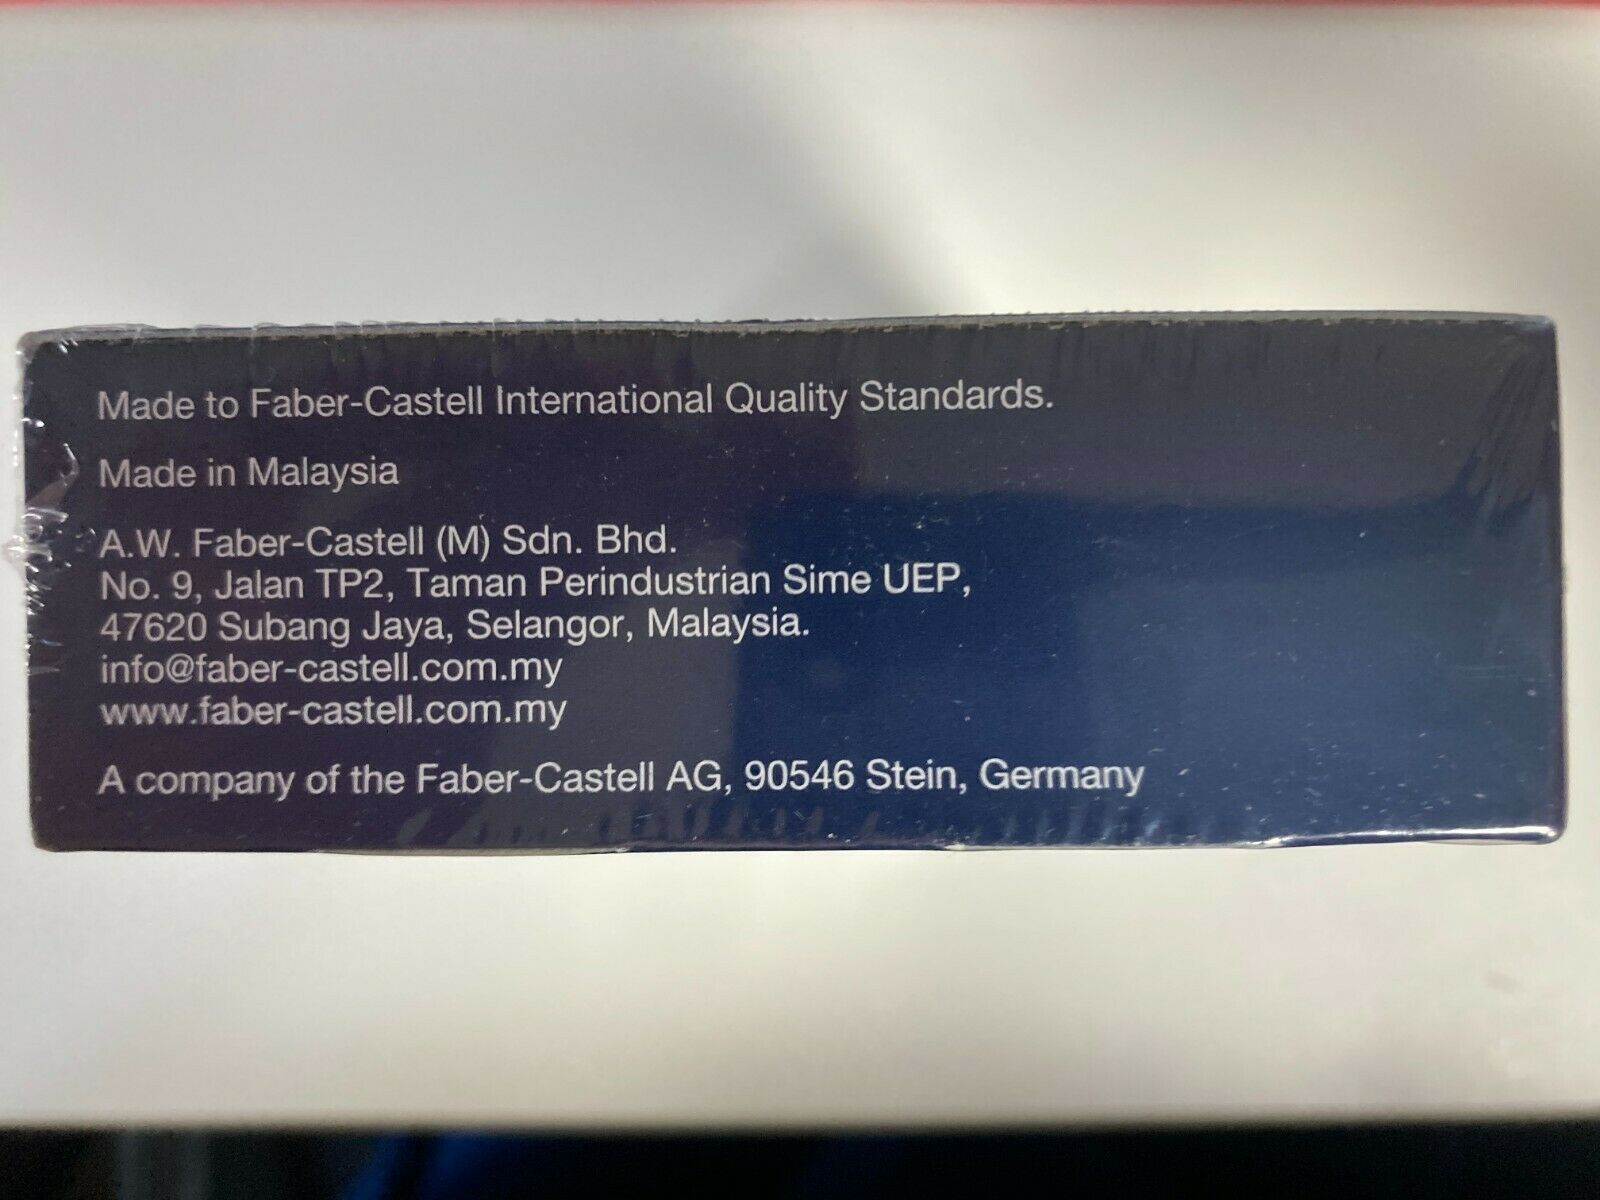 Made to Faber-Castell International Quality Standards.
Made in Malaysia
A.W. Faber-Castell (M) Sdn. Bhd.
No. 9, Jalan TP2, Taman Perindustrian Sime UEP,
47620 Subang Jaya, Selangor, Malaysia.
info@faber-castell.com.my
www.faber-castell.com.my
A company of the Faber-Castell AG, 90546 Stein, Germany